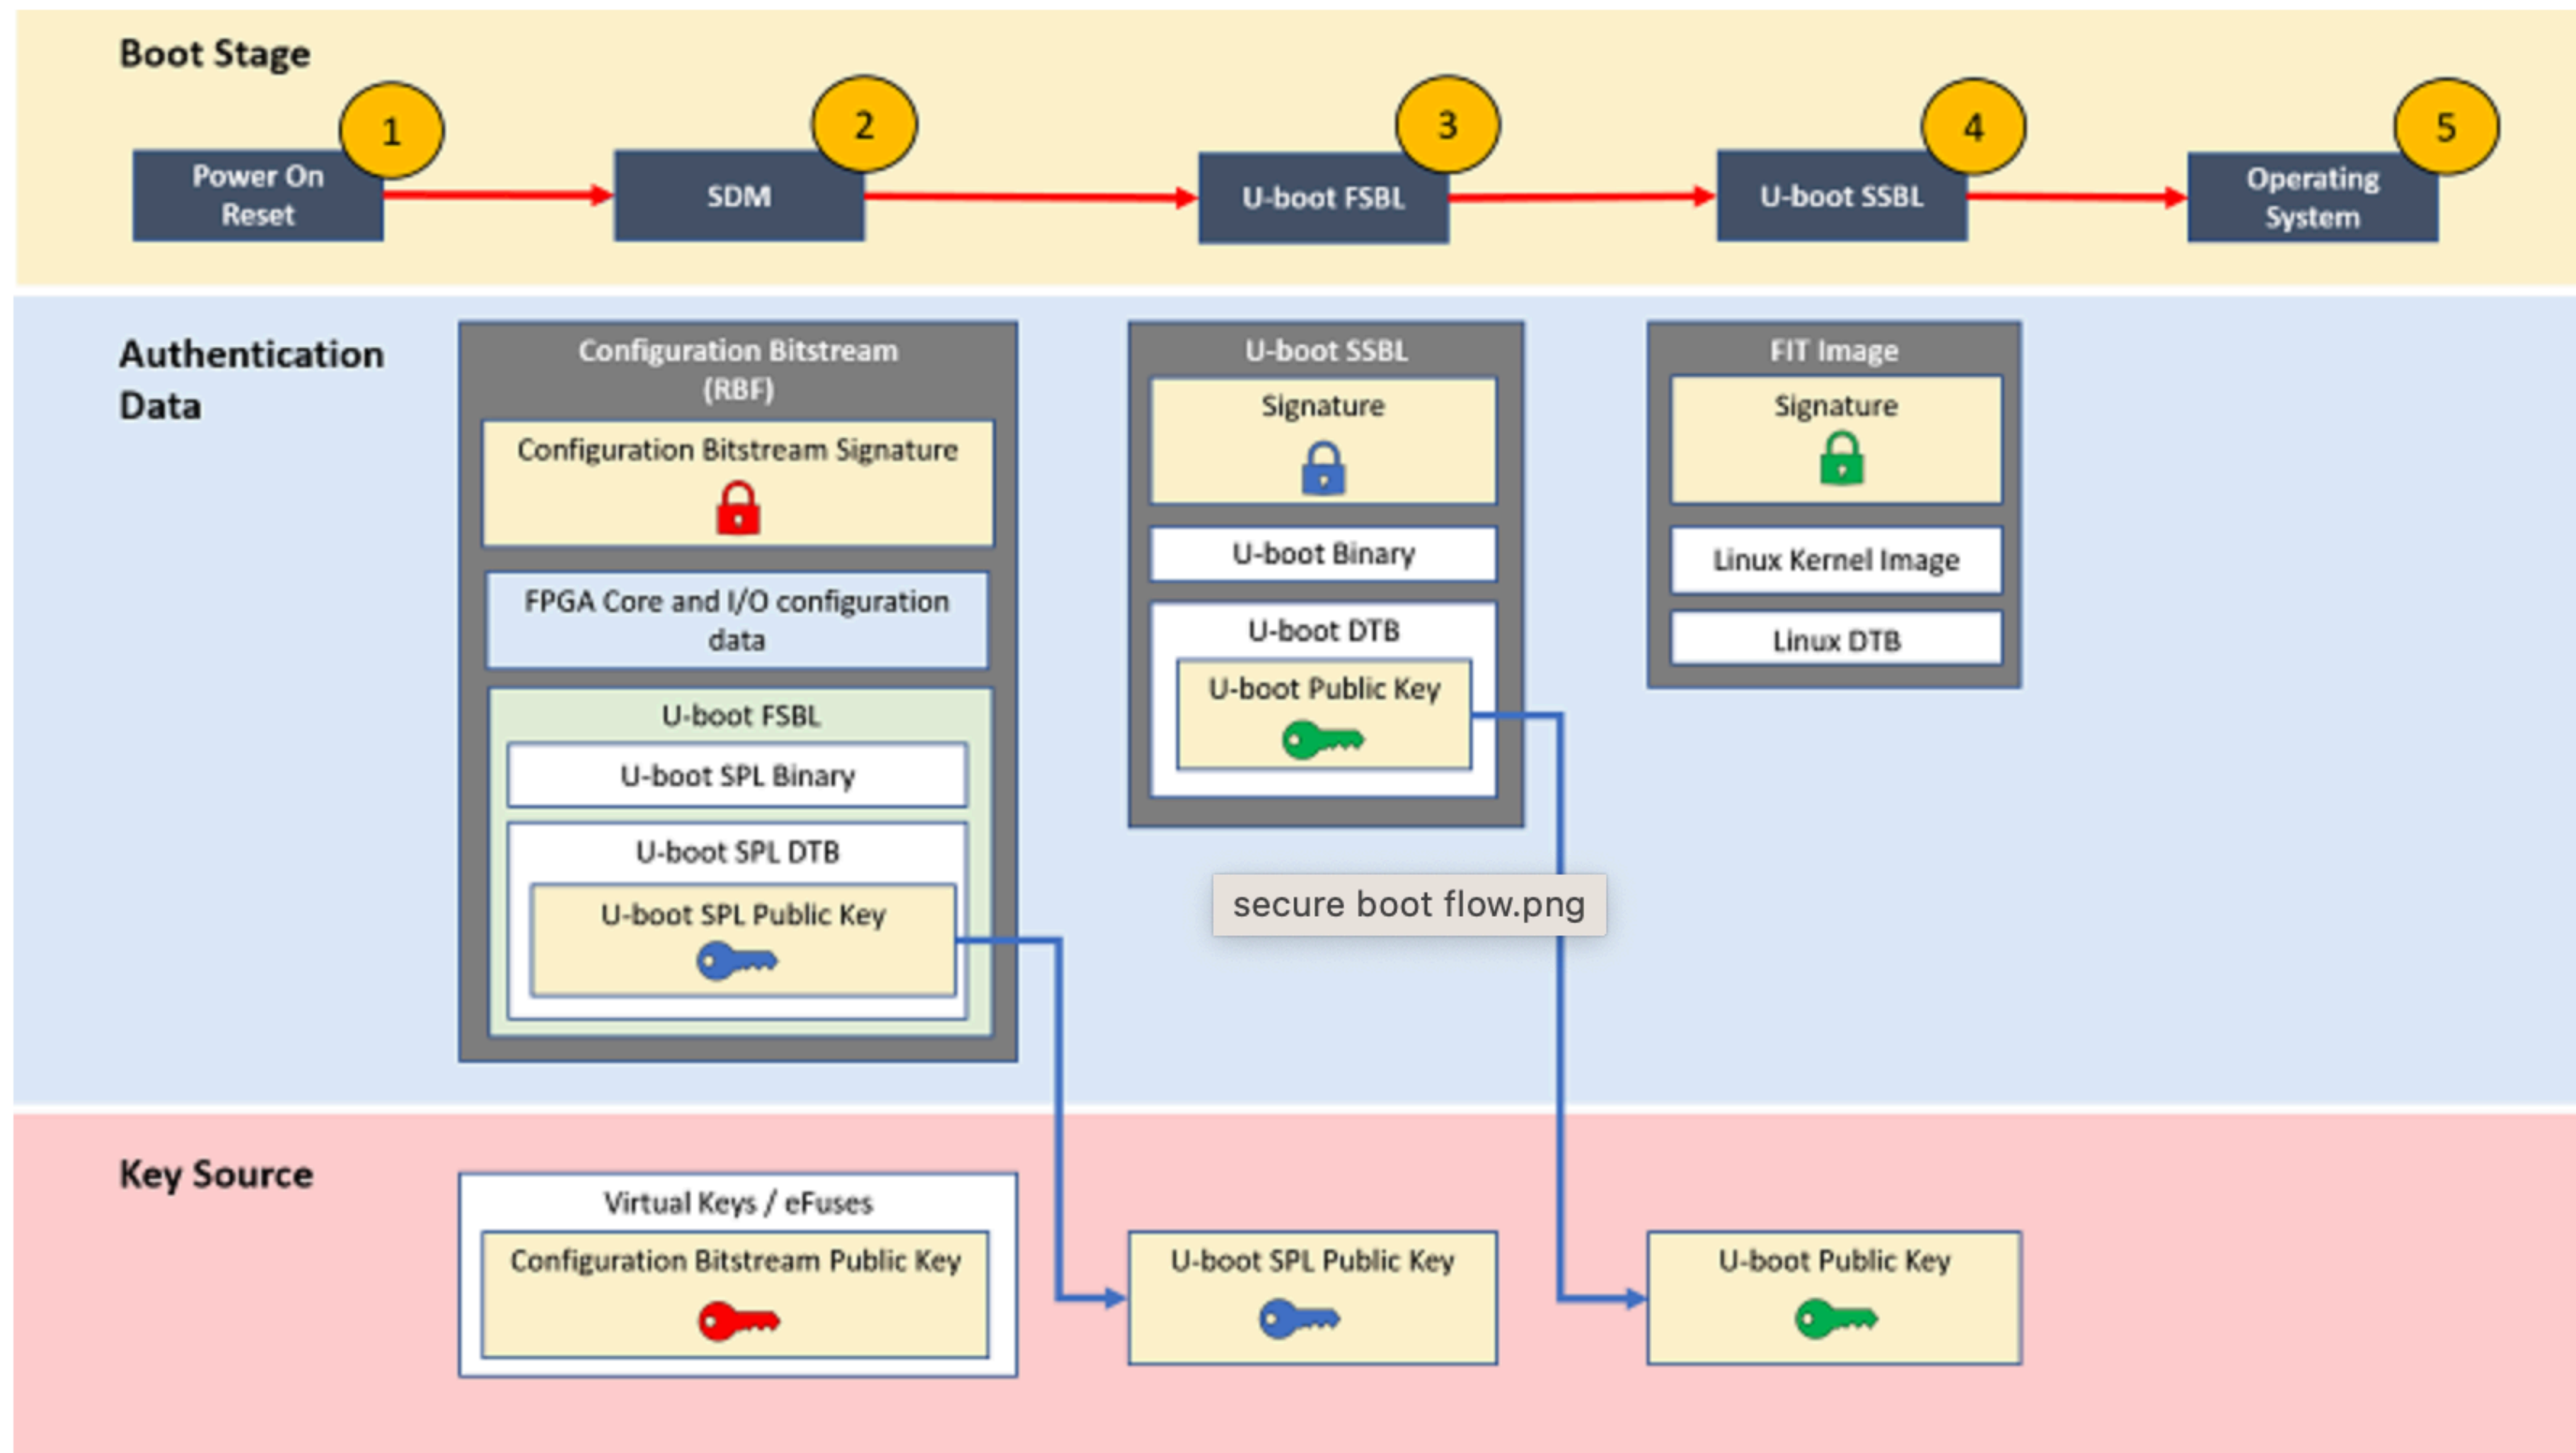 Boot Stage
1
2
3
4
5
Power On
Reset
SDM
U-boot FSBL
U-boot SSBL
Operating
System
Authentication
Data
Configuration Bitstream
(RBF)
Configuration Bitstream Signature
FPGA Core and I/O configuration
data
U-boot FSBL
U-boot SPL Binary
U-boot SPL DTB
U-boot SPL Public Key
U-boot SSBL
Signature
U-boot Binary
U-boot DTB
U-boot Public Key
FIT Image
Signature
Linux Kernel Image
Linux DTB
secure boot flow.png
Key Source
Virtual Keys / eFuses
Configuration Bitstream Public Key
U-boot SPL Public Key
U-boot Public Key